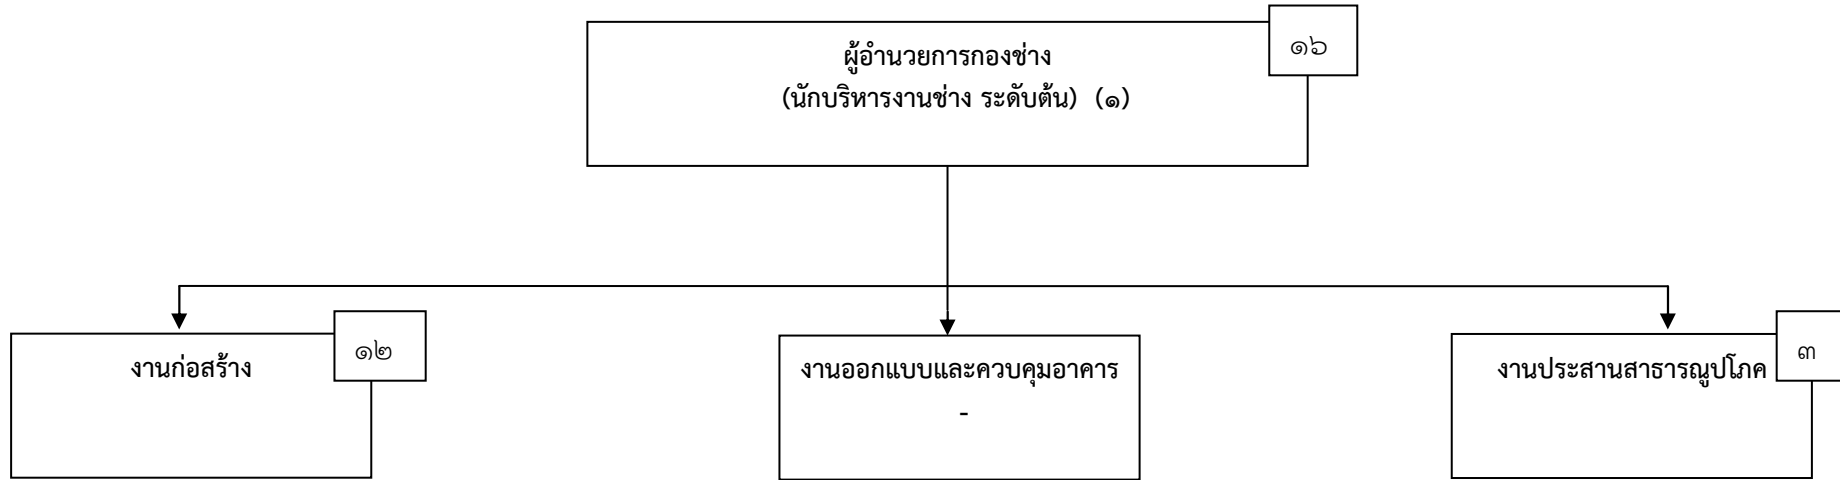 ๑๖
ผู้อำนวยการกองช่าง
(นักบริหารงานช่าง ระดับต้น) (๑)
๑๒
งานก่อสร้าง
งานออกแบบและควบคุมอาคาร
-
๓
งานประสานสาธารณูปโภค